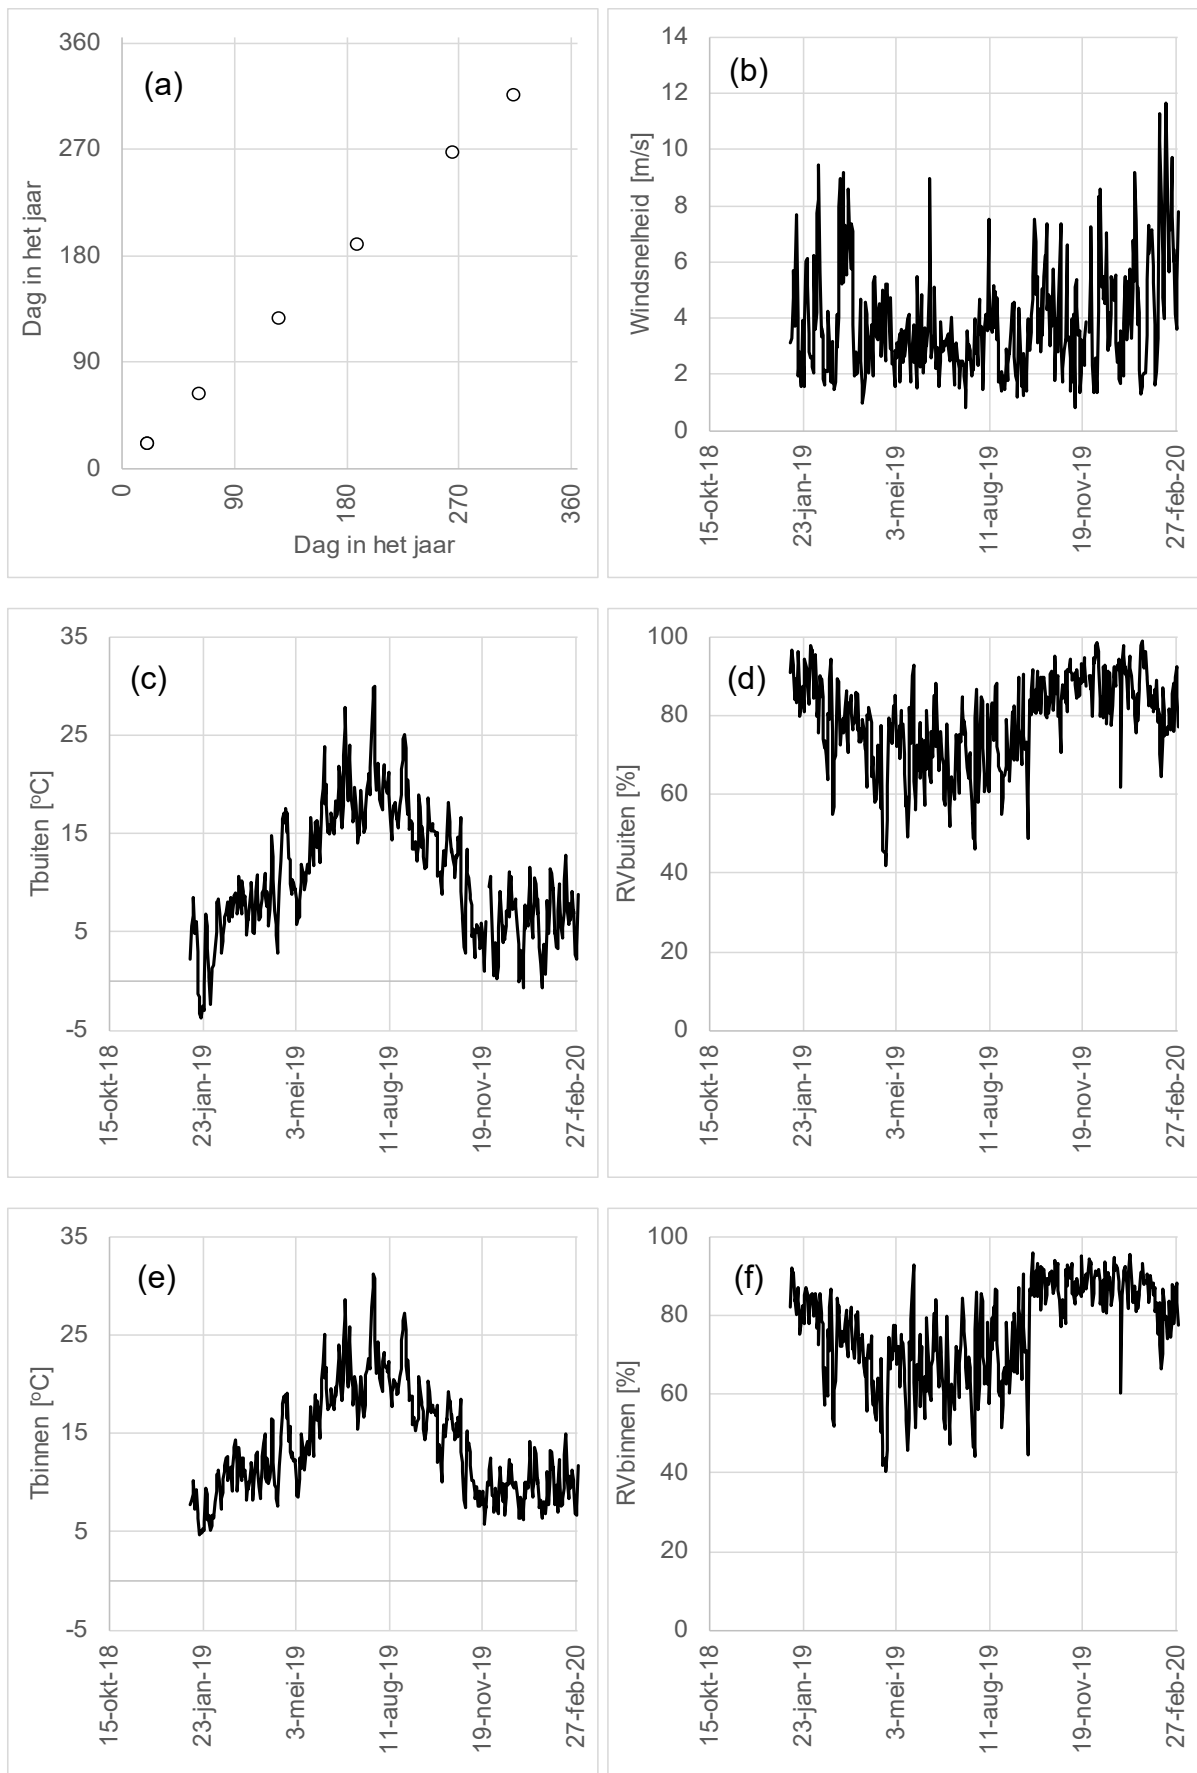 (a)
Dag in het jaar
360
270
180
90
0
0
90
180
270
360
Dag in het jaar
(b)
Windsnelheid [m/s]
14
12
10
8
6
4
2
0
15-okt-18
23-jan-19
3-mei-19
11-aug-19
19-nov-19
27-feb-20
(c)
Tbuiten [ºC]
35
25
15
5
-5
15-okt-18
23-jan-19
3-mei-19
11-aug-19
19-nov-19
27-feb-20
(d)
RVbuiten [%]
100
80
60
40
20
0
15-okt-18
23-jan-19
3-mei-19
11-aug-19
19-nov-19
27-feb-20
(e)
Tbinnen [ºC]
35
25
15
5
-5
15-okt-18
23-jan-19
3-mei-19
11-aug-19
19-nov-19
27-feb-20
(f)
RVbinnen [%]
100
80
60
40
20
0
15-okt-18
23-jan-19
3-mei-19
11-aug-19
19-nov-19
27-feb-20